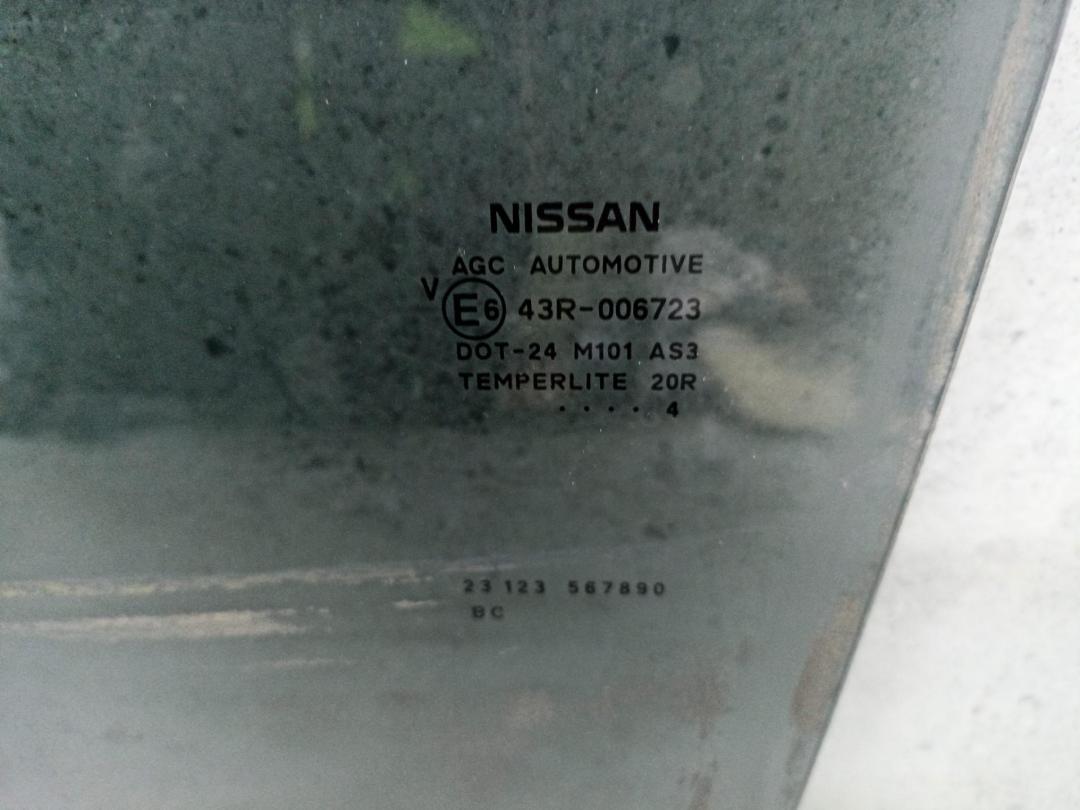 NISSAN
AGC AUTOMOTIVE
V E6 43R-006723
DOT-24 M101 AS3
TEMPERLITE 20R
. . . . 4
23 123 567890
BC